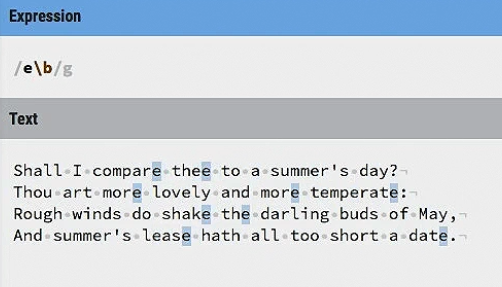 Expression
/e\b/g
Text
Shall I compare thee to a summer's day?
Thou art more lovely and more temperate:
Rough winds do shake the darling buds of May,
And summer's lease hath all too short a date.